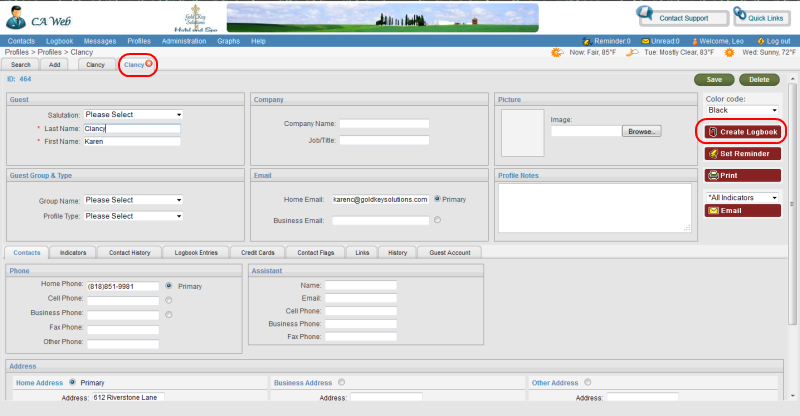 CA Web
Gold Key Solutions
Hotel and Spa
Contact Support
Quick Links
Contacts Logbook Messages Profiles Administration Graphs Help
Reminder:0 Unread:0 Welcome, Leo Log out
Profiles > Profiles > Clancy
Now: Fair, 85°F Tue: Mostly Clear, 83°F Wed: Sunny, 72°F
Search Add Clancy Clancy
ID: 464
Save Delete
Guest
Salutation: Please Select
* Last Name: Clancy
* First Name: Karen
Company
Company Name:
Job/Title:
Picture
Image:
Browse..
Color code:
Black
Create Logbook
Set Reminder
Print
*All Indicators
Email
Guest Group & Type
Group Name: Please Select
Profile Type: Please Select
Email
Home Email: karenc@goldkeysolutions.com Primary
Business Email:
Profile Notes
Contacts Indicators Contact History Logbook Entries Credit Cards Contact Flags Links History Guest Account
Phone
Home Phone: (818)851-9981 Primary
Cell Phone:
Business Phone:
Fax Phone:
Other Phone:
Assistant
Name:
Email:
Cell Phone:
Business Phone:
Fax Phone:
Address
Home Address Primary
Business Address
Other Address
Address: 612 Riverstone Lane
Address:
Address: